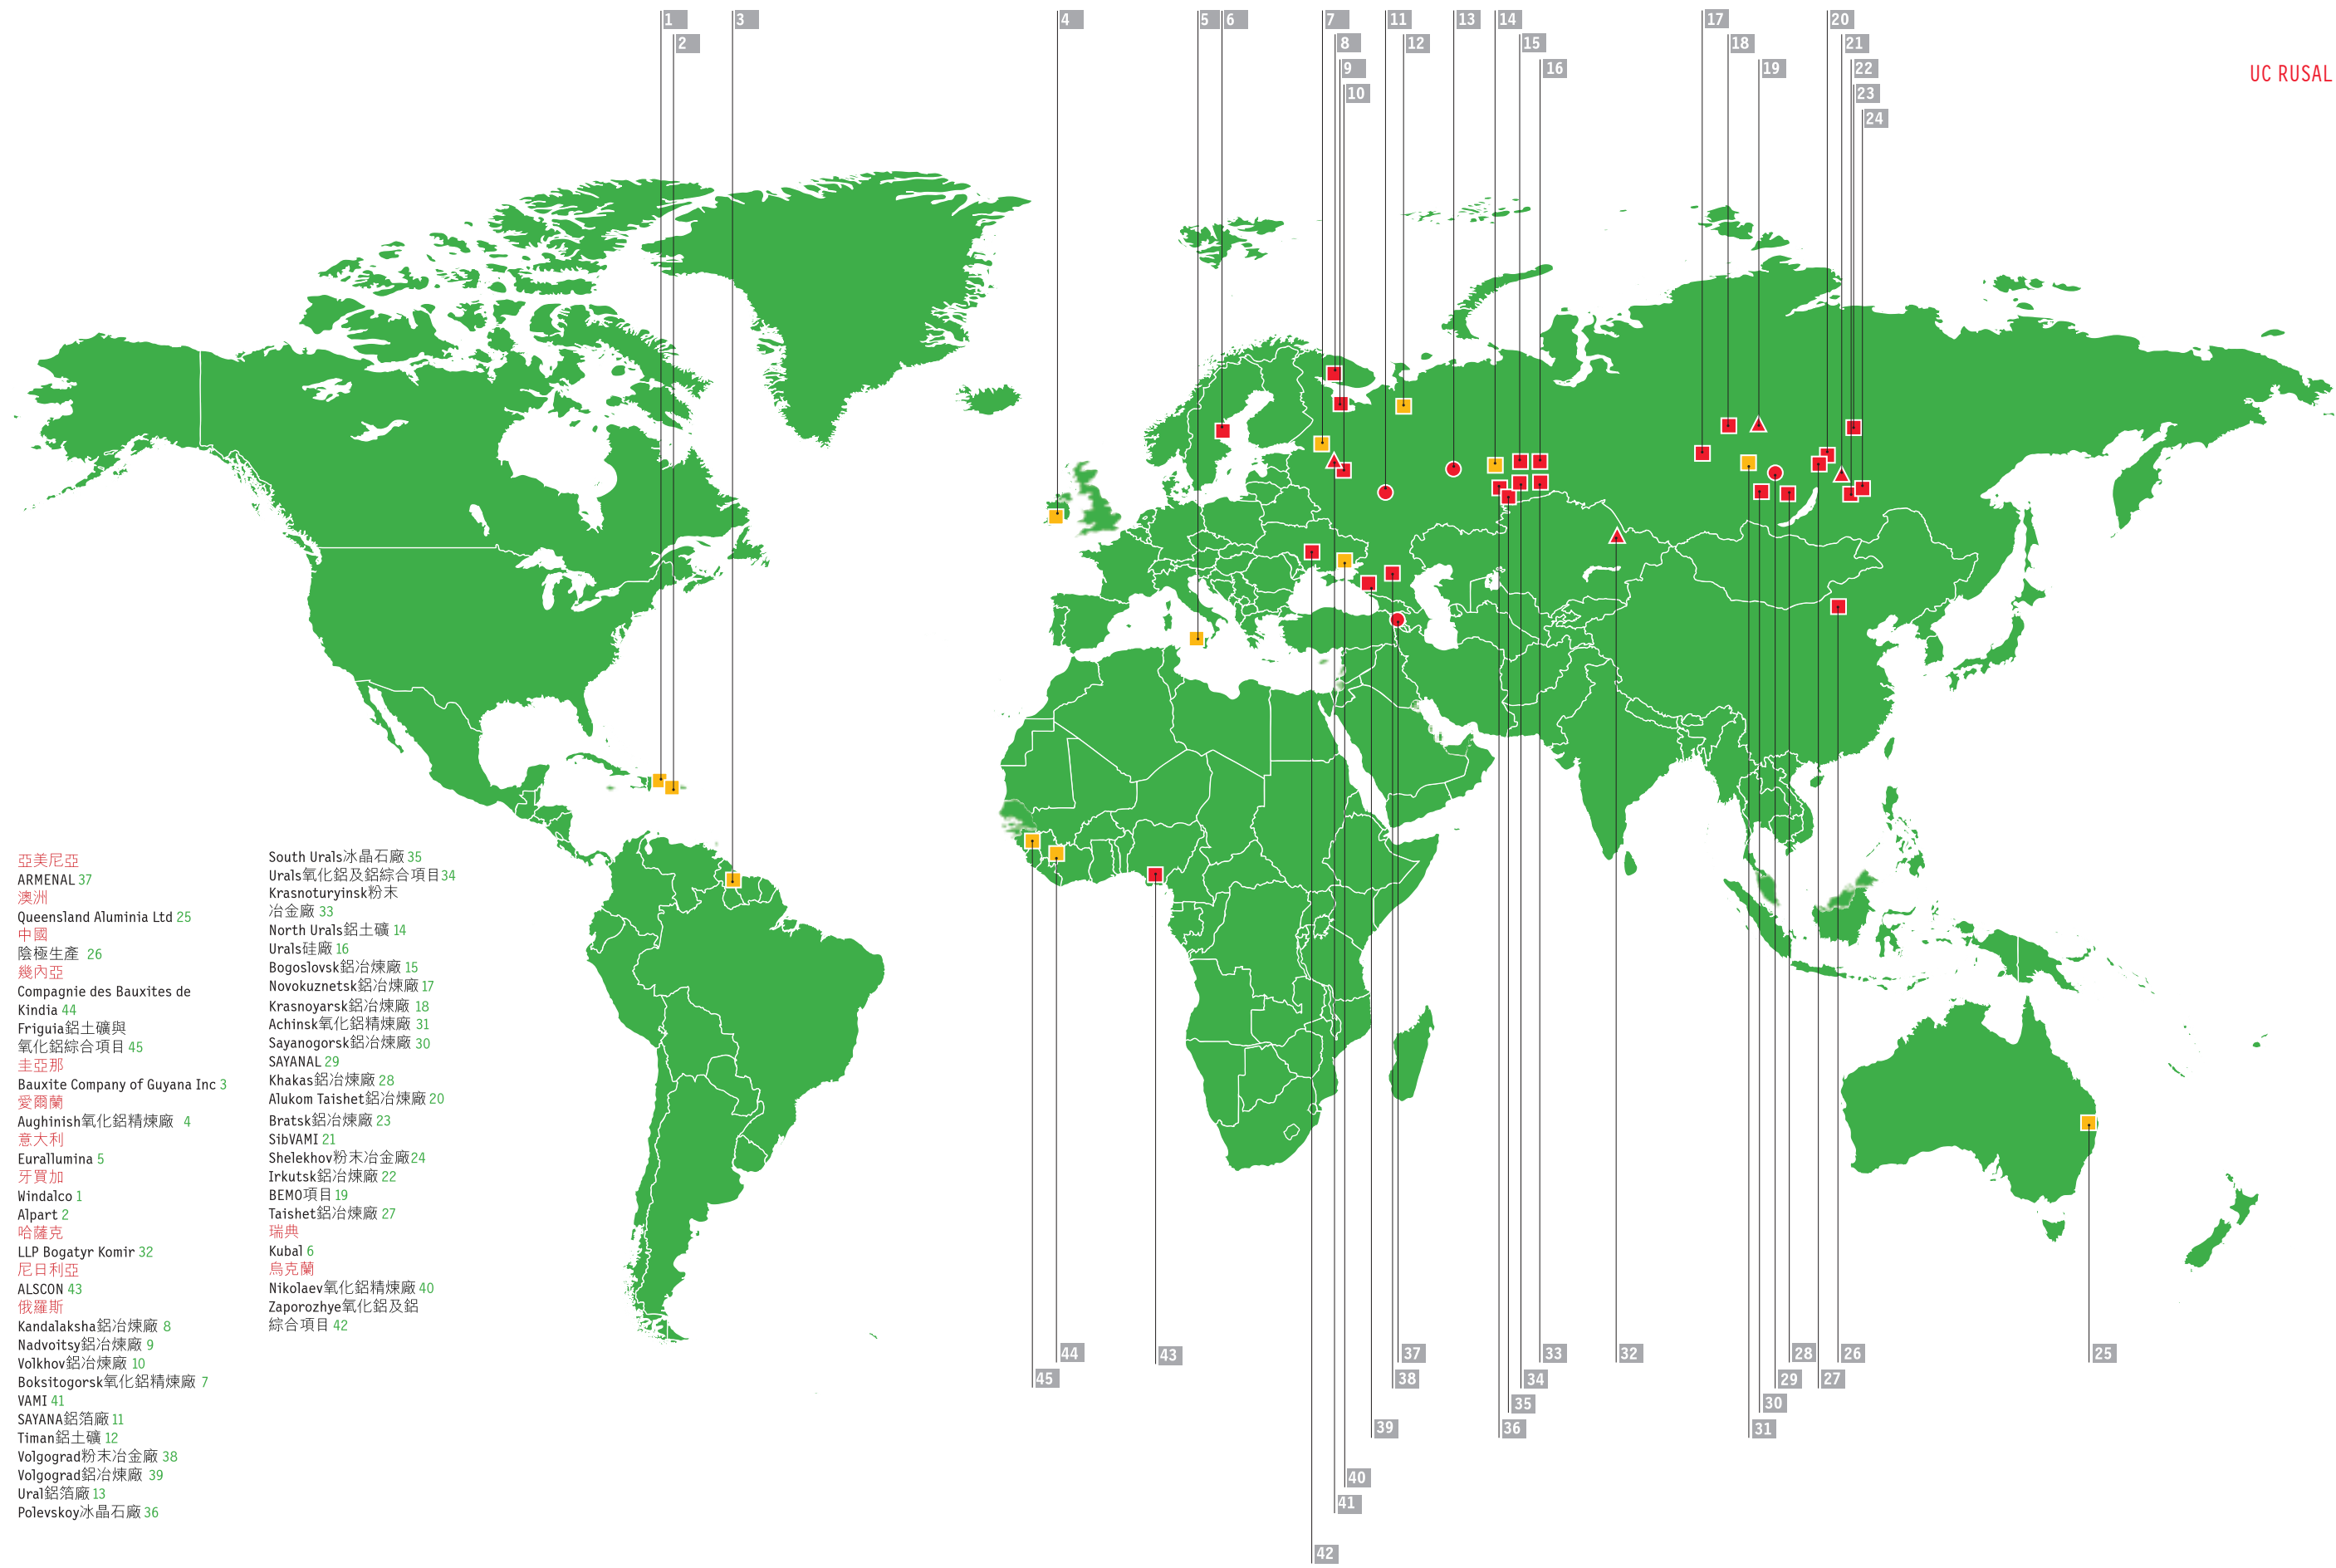 1
3
4
5
6
7
11
13
14
17
20
2
8
12
15
18
21
9
16
19
22
10
23
24
UC RUSAL
亞美尼亞
ARMENAL 37
澳洲
Queensland Aluminia Ltd 25
中國
陰極生產 26
幾內亞
Compagnie des Bauxites de
Kindia 44
Friguia鋁土礦與
氧化鋁綜合項目 45
圭亞那
Bauxite Company of Guyana Inc 3
愛爾蘭
Aughinish氧化鋁精煉廠 4
意大利
Eurallumina 5
牙買加
Windalco 1
Alpart 2
哈薩克
LLP Bogatyr Komir 32
尼日利亞
ALSCON 43
俄羅斯
Kandalaksha鋁冶煉廠 8
Nadvoitsy鋁冶煉廠 9
Volkhov鋁冶煉廠 10
Boksitogorsk氧化鋁精煉廠 7
VAMI 41
SAYANA鋁箔廠 11
Timan鋁土礦 12
Volgograd粉末冶金廠 38
Volgograd鋁冶煉廠 39
Ural鋁箔廠 13
Polevskoy冰晶石廠 36
South Urals冰晶石廠 35
Urals氧化鋁及鋁綜合項目34
Krasnoturyinsk粉末
冶金廠 33
North Urals鋁土礦 14
Urals硅廠 16
Bogoslovsk鋁冶煉廠 15
Novokuznetsk鋁冶煉廠 17
Krasnoyarsk鋁冶煉廠 18
Achinsk氧化鋁精煉廠 31
Sayanogorsk鋁冶煉廠 30
SAYANAL 29
Khakas鋁冶煉廠 28
Alukom Taishet鋁冶煉廠 20
Bratsk鋁冶煉廠 23
SibVAMI 21
Shelekhov粉末冶金廠24
Irkutsk鋁冶煉廠 22
BEMO項目 19
Taishet鋁冶煉廠 27
瑞典
Kubal 6
烏克蘭
Nikolaev氧化鋁精煉廠 40
Zaporozhye氧化鋁及鋁
綜合項目 42
44
43
37
33
32
28
26
25
45
38
34
29
27
35
30
39
36
31
40
41
42